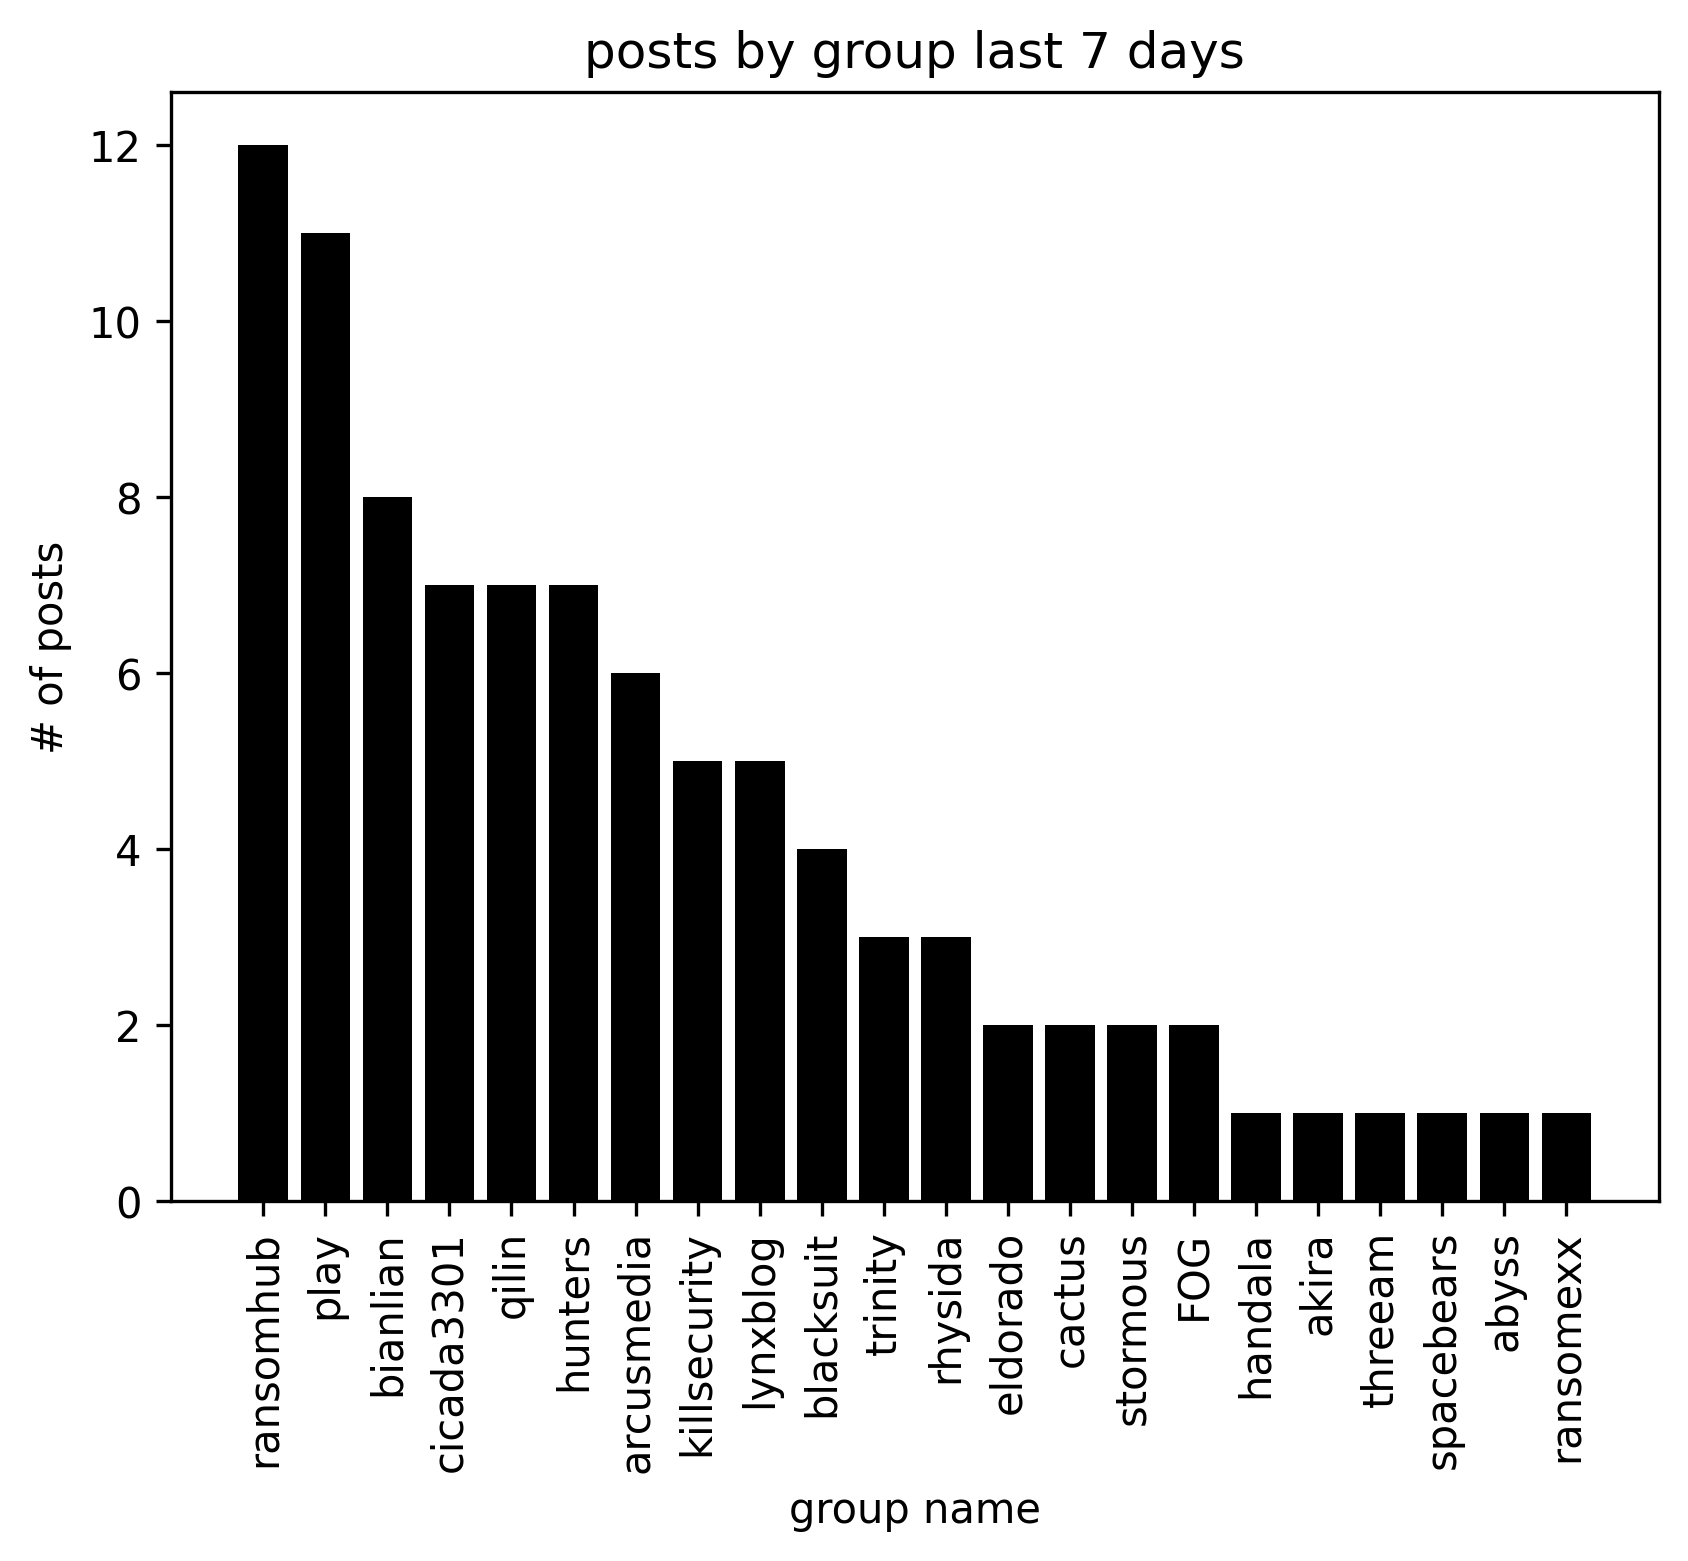 posts by group last 7 days
12
10
8
6
4
2
0
# of posts
ransomhub
play
bianlian
cicada3301
qilin
hunters
arcusmedia
killsecurity
lynxblog
blacksuit
trinity
rhysida
eldorado
cactus
stormous
FOG
handala
akira
threeam
spacebears
abyss
ransomexx
group name